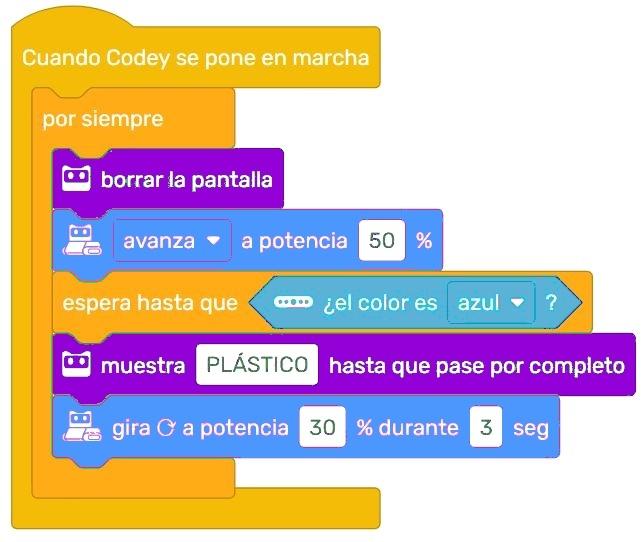 Cuando Codey se pone en marcha
por siempre
borrar la pantalla
avanza a potencia 50 %
espera hasta que ¿el color es azul ?
muestra PLÁSTICO hasta que pase por completo
gira a potencia 30 % durante 3 seg